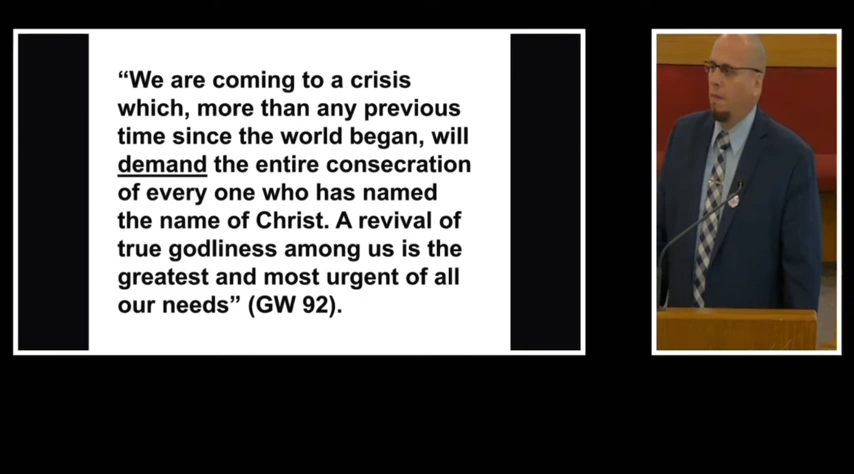 “We are coming to a crisis
which, more than any previous
time since the world began, will
demand the entire consecration
of every one who has named
the name of Christ. A revival of
true godliness among us is the
greatest and most urgent of all
our needs” (GW 92).